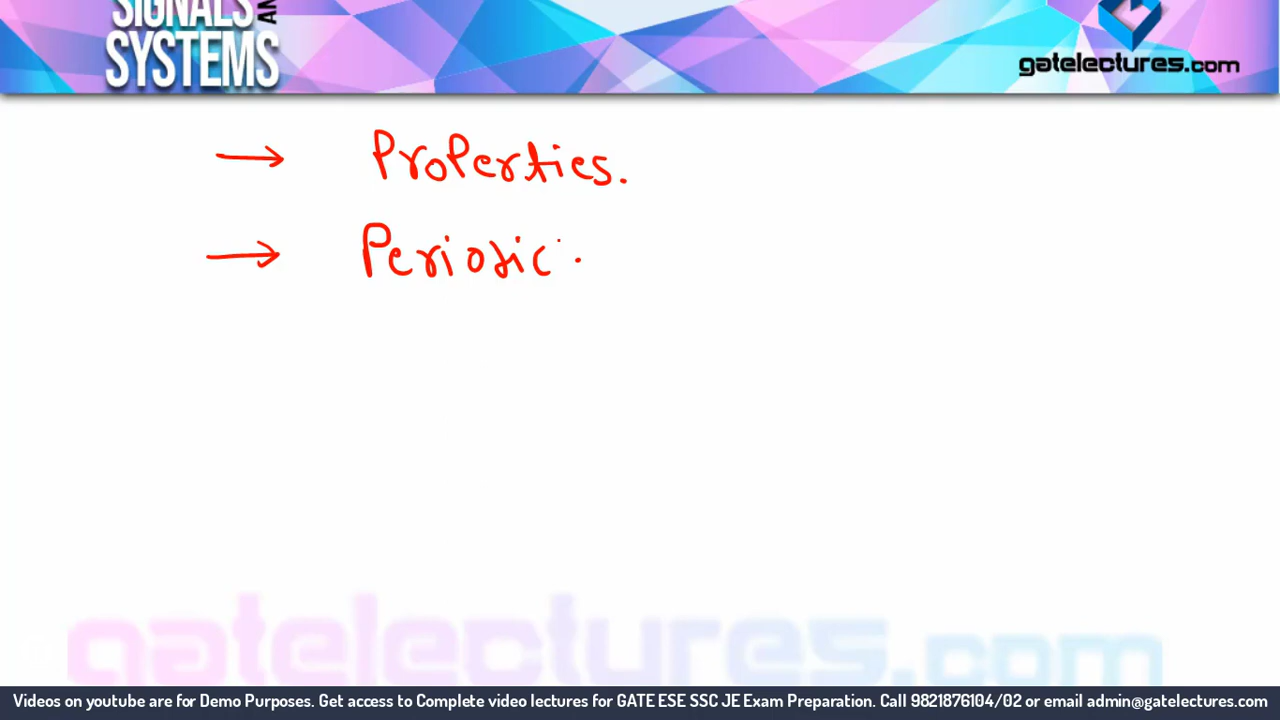 SIGNALS AND
SYSTEMS
gatelectures.com
→ Properties.
→ Periodic.
gatelectures.com
Videos on youtube are for Demo Purposes. Get access to Complete video lectures for GATE ESE SSC JE Exam Preparation. Call 9821876104/02 or email admin@gatelectures.com